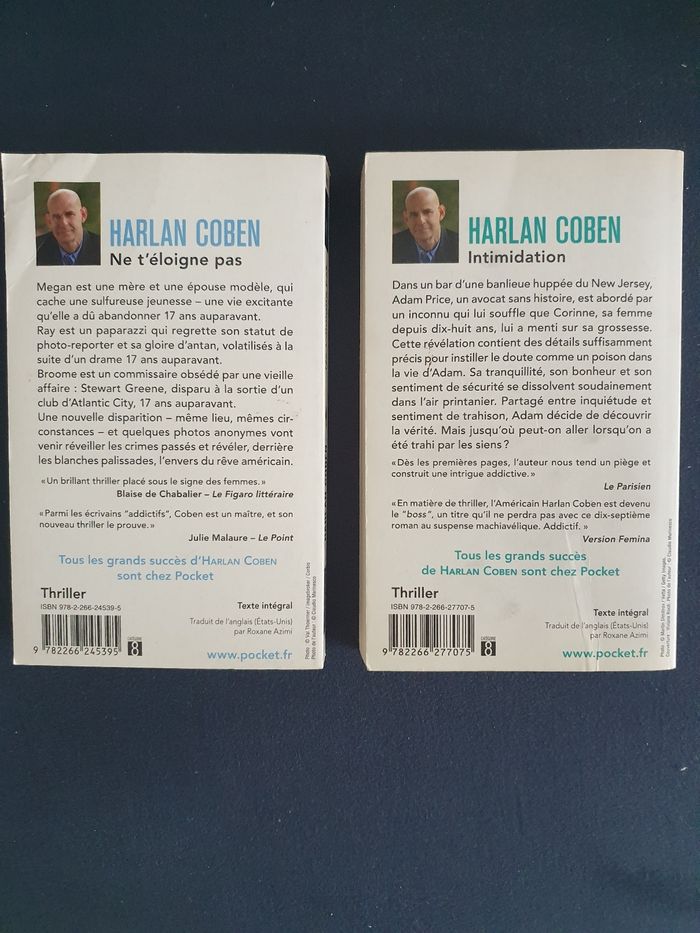 HARLAN COBEN
Ne t'éloigne pas
Megan est une mère et une épouse modèle, qui
cache une sulfureuse jeunesse – une vie excitante
qu'elle a dû abandonner 17 ans auparavant.
Ray est un paparazzi qui regrette son statut de
photo-reporter et sa gloire d'antan, volatilisés à la
suite d'un drame 17 ans auparavant.
Broome est un commissaire obsédé par une vieille
affaire : Stewart Greene, disparu à la sortie d'un
club d'Atlantic City, 17 ans auparavant.
Une nouvelle disparition – même lieu, mêmes cir-
constances – et quelques photos anonymes vont
venir réveiller les crimes passés et révéler, derrière
les blanches palissades, l'envers du rêve américain.
« Un brillant thriller placé sous le signe des femmes. »
Blaise de Chabalier – Le Figaro littéraire
« Parmi les écrivains "addictifs", Coben est un maître, et son
nouveau thriller le prouve. »
Julie Malaure – Le Point
Tous les grands succès d'HARLAN COBEN
sont chez Pocket
Thriller
ISBN 978-2-266-24539-5
Texte intégral
Traduit de l'anglais (États-Unis)
par Roxane Azimi
9 782266 245395
CATÉGORIE
8
www.pocket.fr
HARLAN COBEN
Intimidation
Dans un bar d'une banlieue huppée du New Jersey,
Adam Price, un avocat sans histoire, est abordé par
un inconnu qui lui souffle que Corinne, sa femme
depuis dix-huit ans, lui a menti sur sa grossesse.
Cette révélation contient des détails suffisamment
précis pour instiller le doute comme un poison dans
la vie d'Adam. Sa tranquillité, son bonheur et son
sentiment de sécurité se dissolvent soudainement
dans l'air printanier. Partagé entre inquiétude et
sentiment de trahison, Adam décide de découvrir
la vérité. Mais jusqu'où peut-on aller lorsqu'on a
été trahi par les siens ?
« Dès les premières pages, l'auteur nous tend un piège et
construit une intrigue addictive. »
Le Parisien
« En matière de thriller, l'Américain Harlan Coben est devenu
le "boss", un titre qu'il ne perdra pas avec ce dix-septième
roman au suspense machiavélique. Addictif. »
Version Femina
Tous les grands succès
de HARLAN COBEN sont chez Pocket
Thriller
ISBN 978-2-266-27707-5
Texte intégral
Traduit de l'anglais (États-Unis)
par Roxane Azimi
9 782266 277075
CATÉGORIE
8
www.pocket.fr